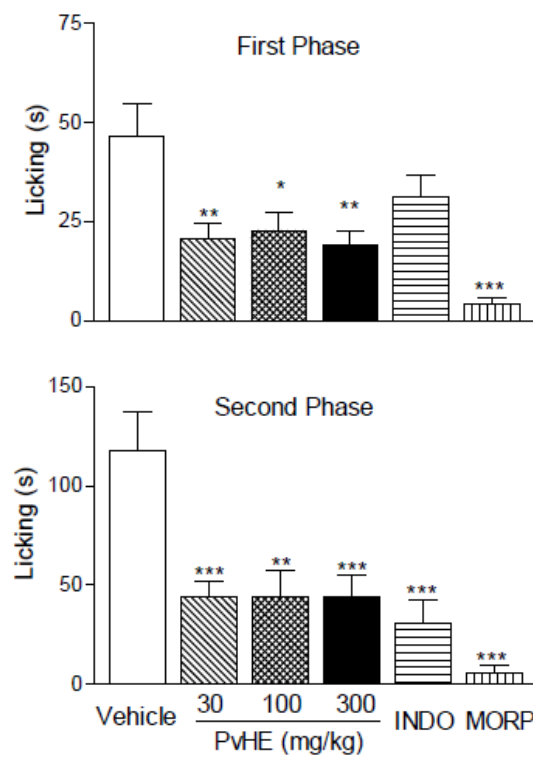 75
First Phase
50
Licking (s)
25
0
**
*
**
***
150
Second Phase
100
Licking (s)
50
0
***
**
***
***
***
Vehicle 30 100 300 INDO MORP
PvHE (mg/kg)